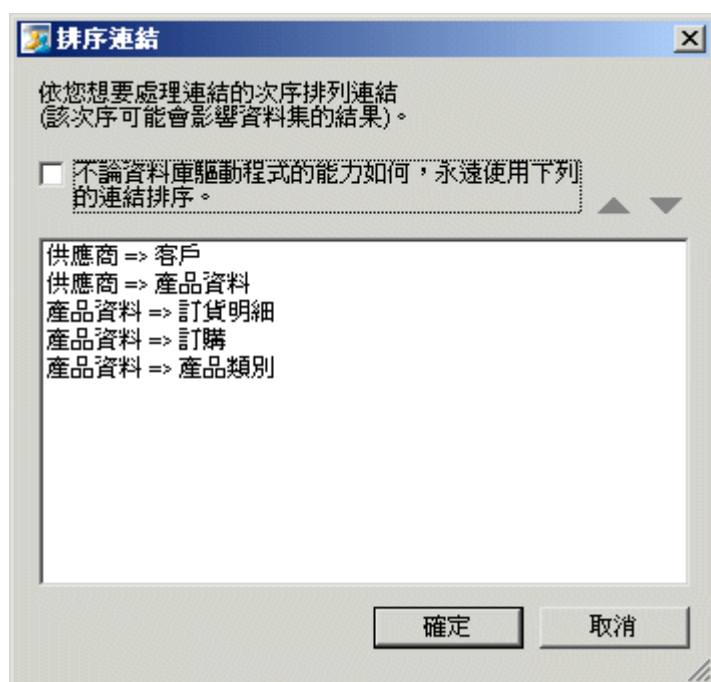 排序連結
依您想要處理連結的次序排列連結
(該次序可能會影響資料集的結果)。
不論資料庫驅動程式的能力如何，永遠使用下列
的連結排序。
供應商 => 客戶
供應商 => 產品資料
產品資料 => 訂貨明細
產品資料 => 訂購
產品資料 => 產品類別
確定
取消